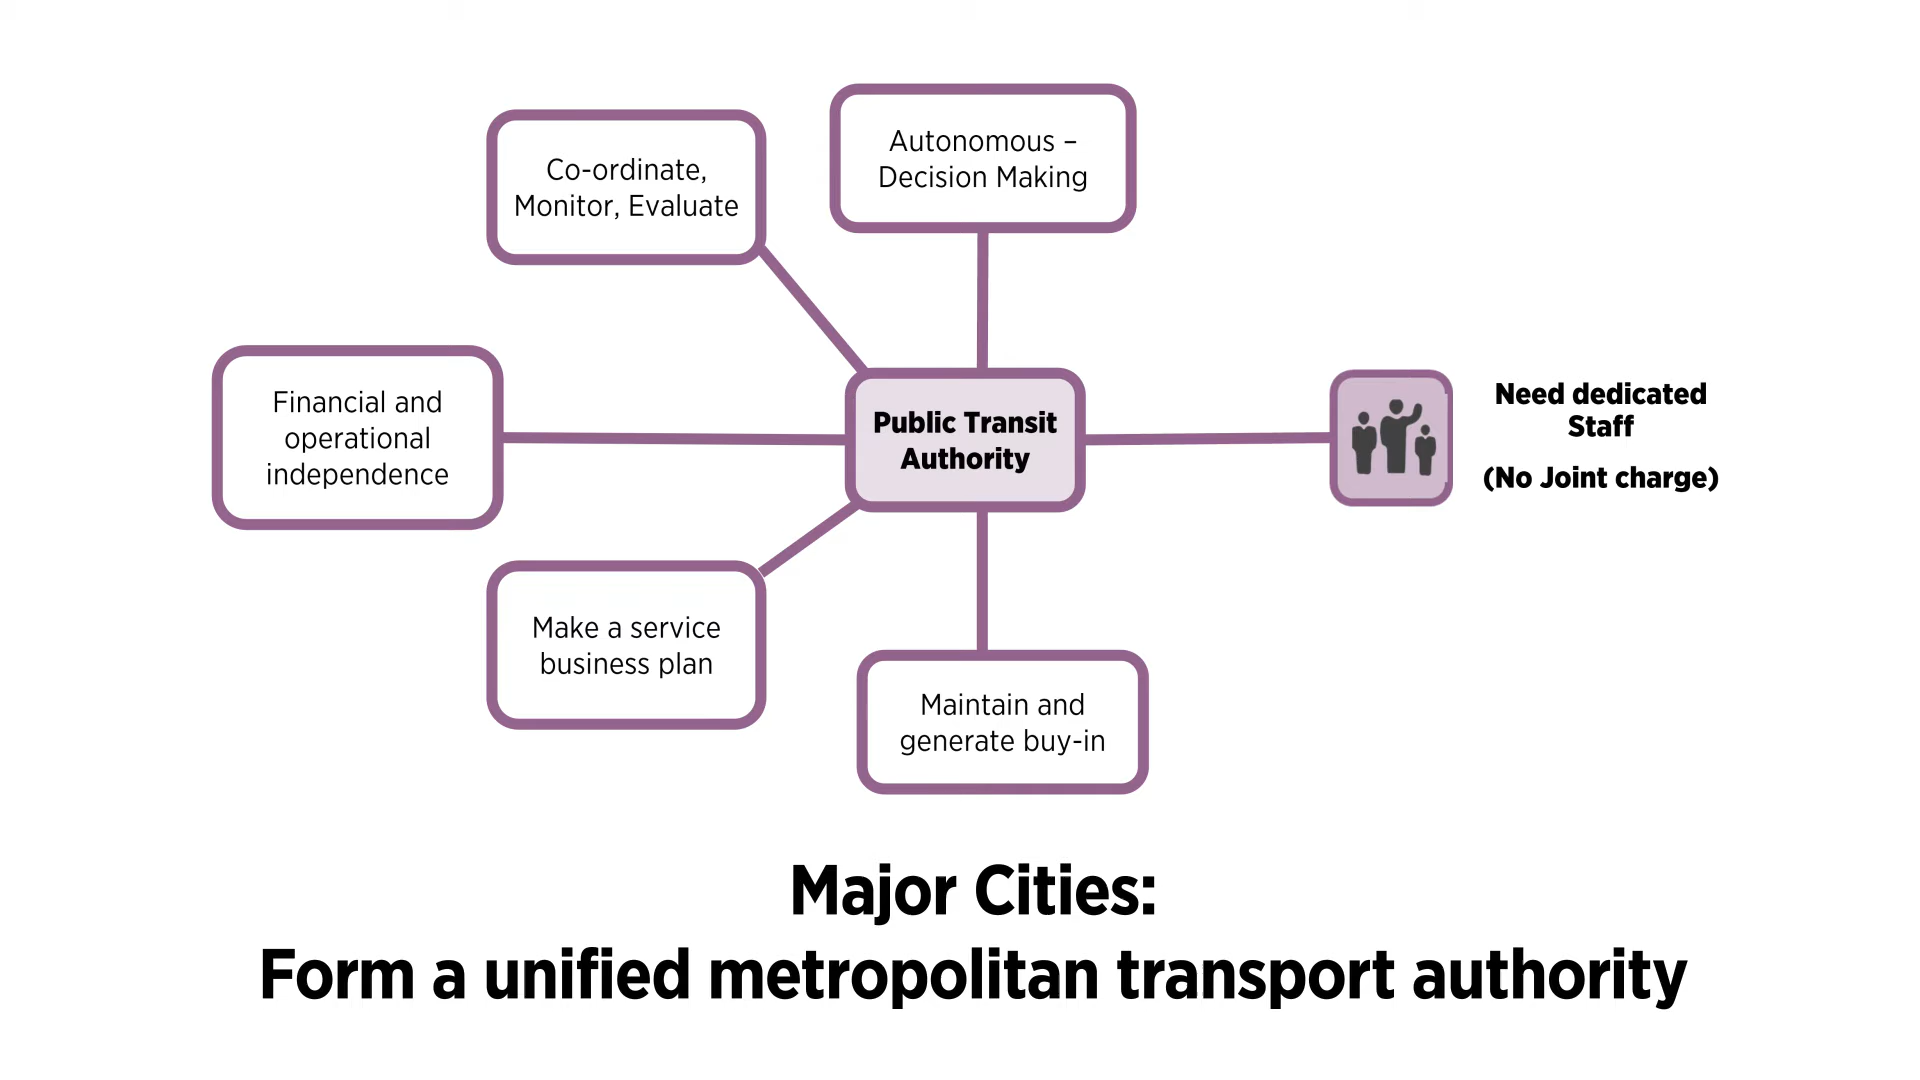 Autonomous –
Decision Making
Co-ordinate,
Monitor, Evaluate
Financial and
operational
independence
Public Transit
Authority
Need dedicated
Staff
(No Joint charge)
Make a service
business plan
Maintain and
generate buy-in
Major Cities:
Form a unified metropolitan transport authority